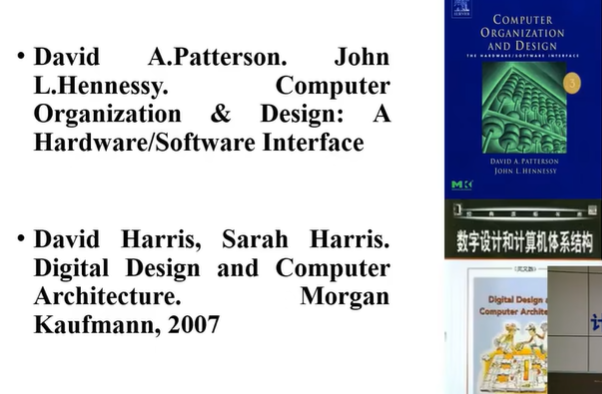 • David A.Patterson. John
L.Hennessy. Computer
Organization & Design: A
Hardware/Software Interface
• David Harris, Sarah Harris.
Digital Design and Computer
Architecture. Morgan
Kaufmann, 2007
COMPUTER
ORGANIZATION
AND DESIGN
THE HARDWARE/SOFTWARE INTERFACE
3
DAVID A. PATTERSON
JOHN L. HENNESSY
MK
数字设计和计算机体系结构
Digital Design
Computer Archite